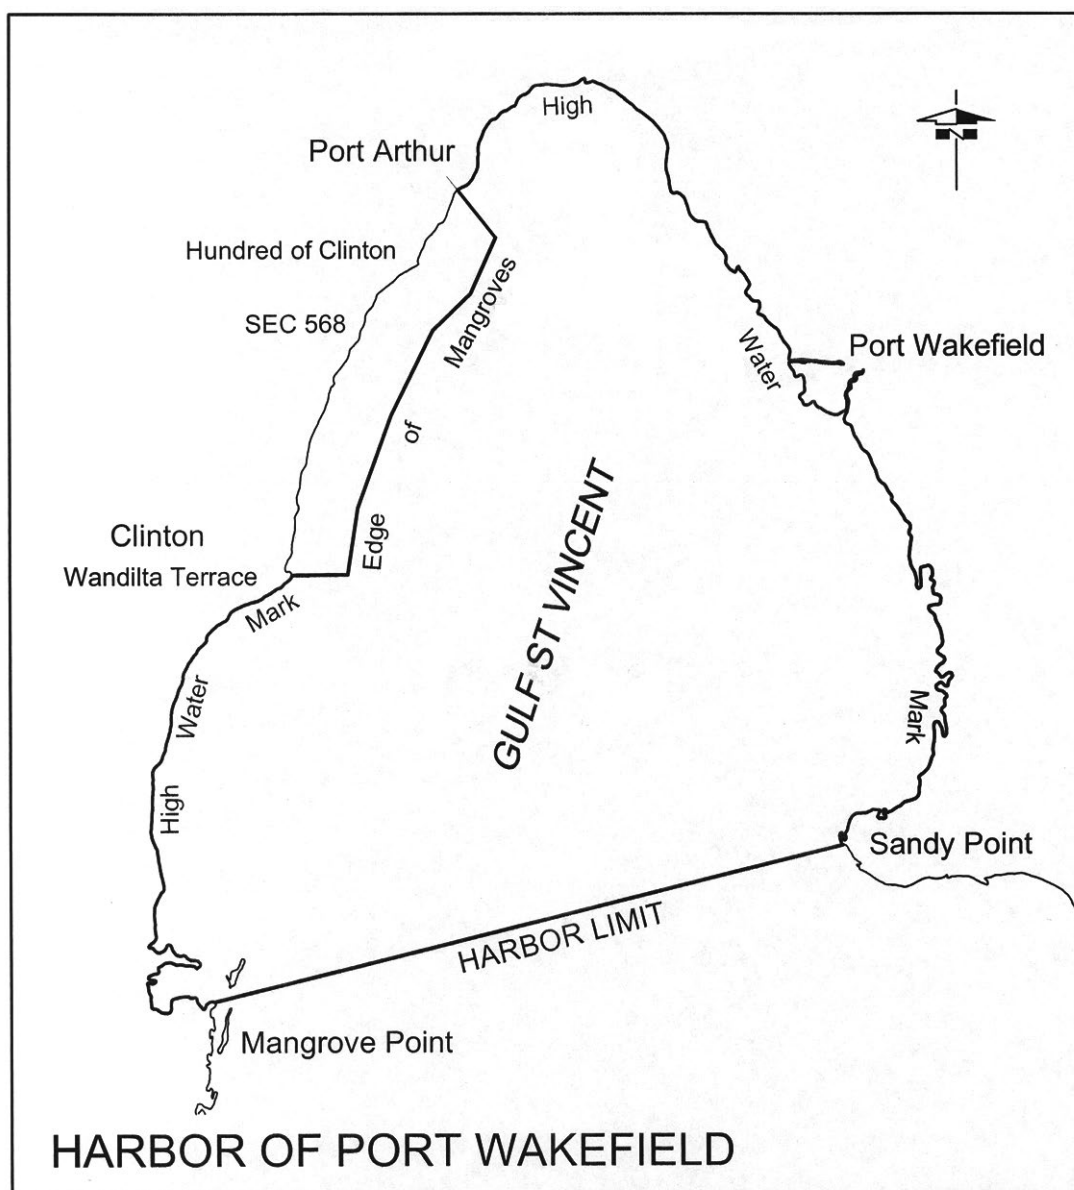 High
Port Arthur
Hundred of Clinton
SEC 568
Mangroves
of
Edge
Water
Port Wakefield
N
Clinton
Wandilta Terrace
Mark
Water
High
GULF ST VINCENT
Mark
Sandy Point
HARBOR LIMIT
Mangrove Point
HARBOR OF PORT WAKEFIELD